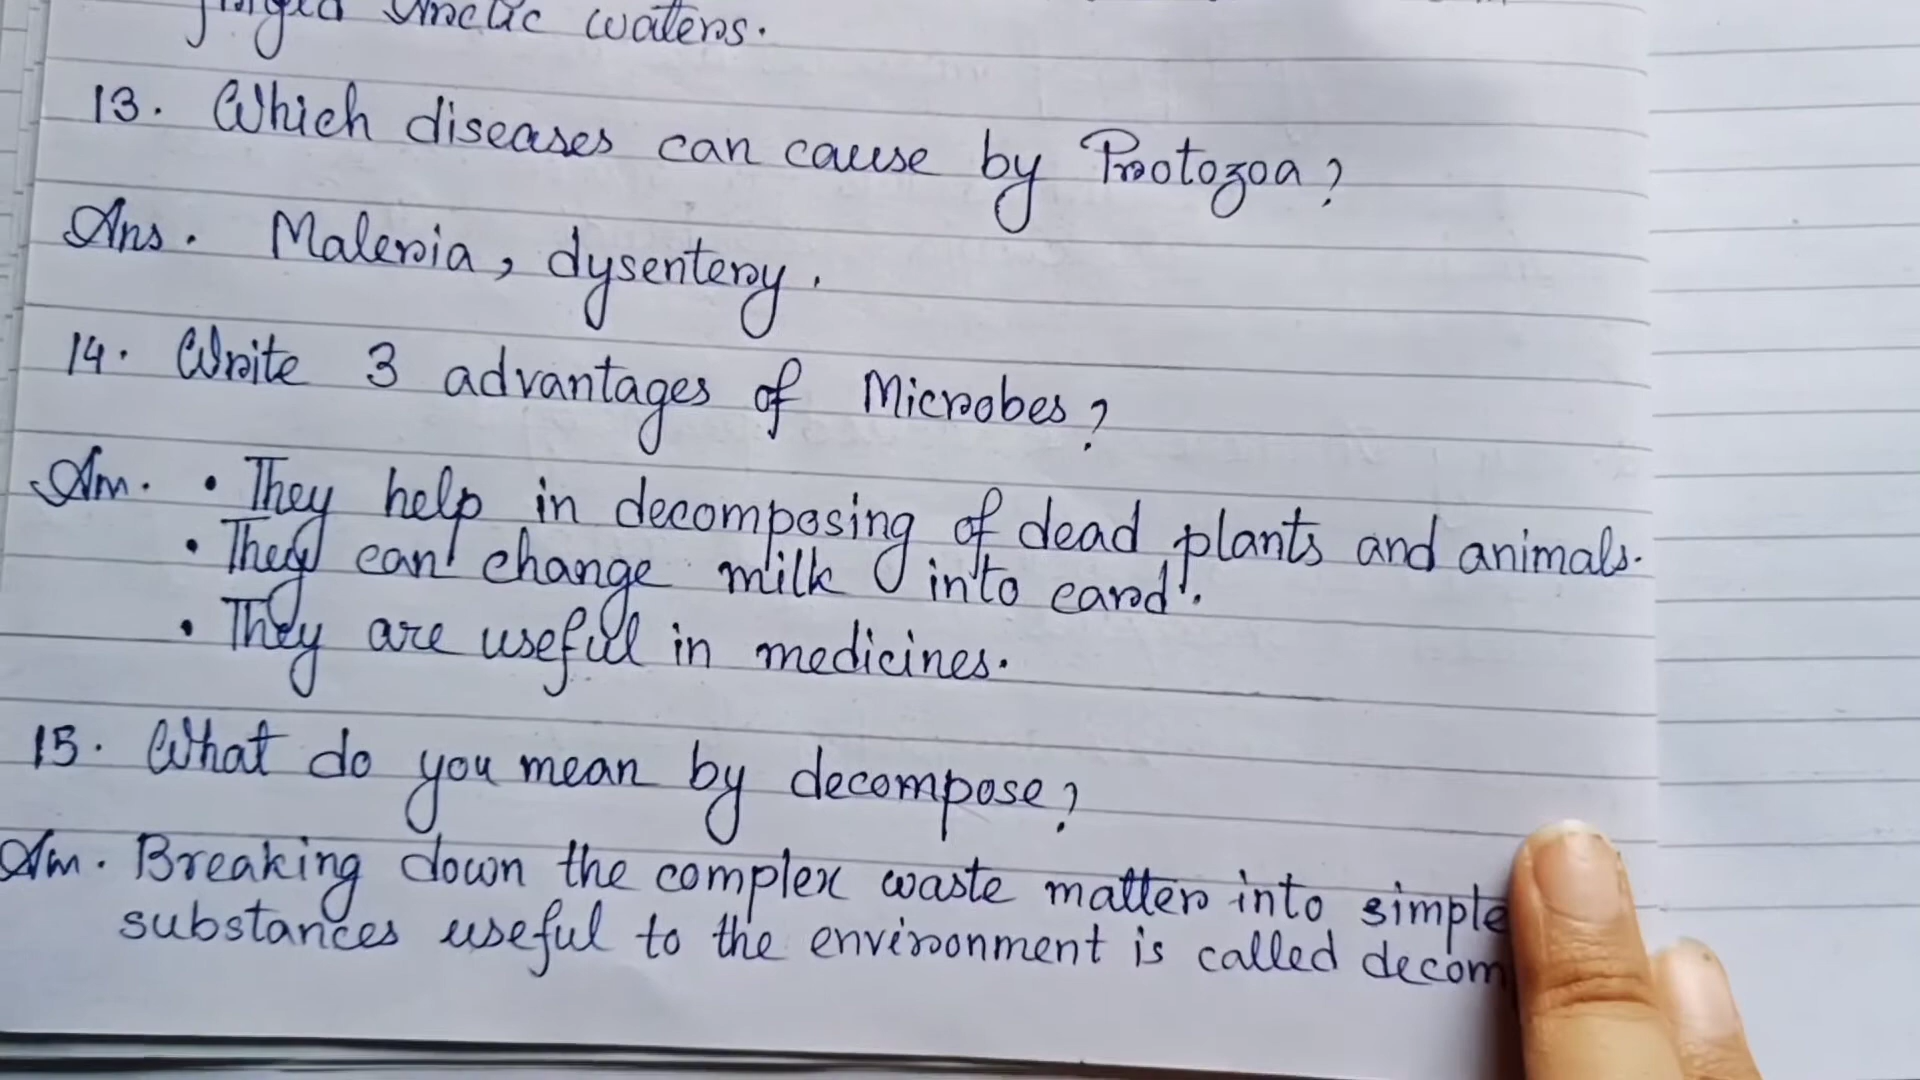 waters.
13. Which diseases can cause by Protozoa?
Ans. Maleria, dysentery.
14. Write 3 advantages of Microbes?
Ans. • They help in decomposing of dead plants and animals.
• They can change milk into card.
• They are useful in medicines.
15. What do you mean by decompose?
Ans. Breaking down the complex waste matter into simple
substances useful to the environment is called decom